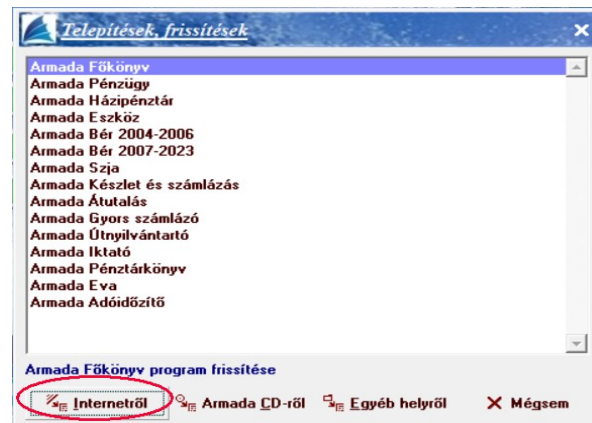 Telepítések, frissítések
Armada Főkönyv
Armada Pénzügy
Armada Házipénztár
Armada Eszköz
Armada Bér 2004-2006
Armada Bér 2007-2023
Armada Szja
Armada Készlet és számlázás
Armada Átutalás
Armada Gyors számlázó
Armada Útnyilvántartó
Armada Iktató
Armada Pénztárkönyv
Armada Eva
Armada Adóidőzítő
Armada Főkönyv program frissítése
Internetről Armada CD-ről Egyéb helyről Mégsem